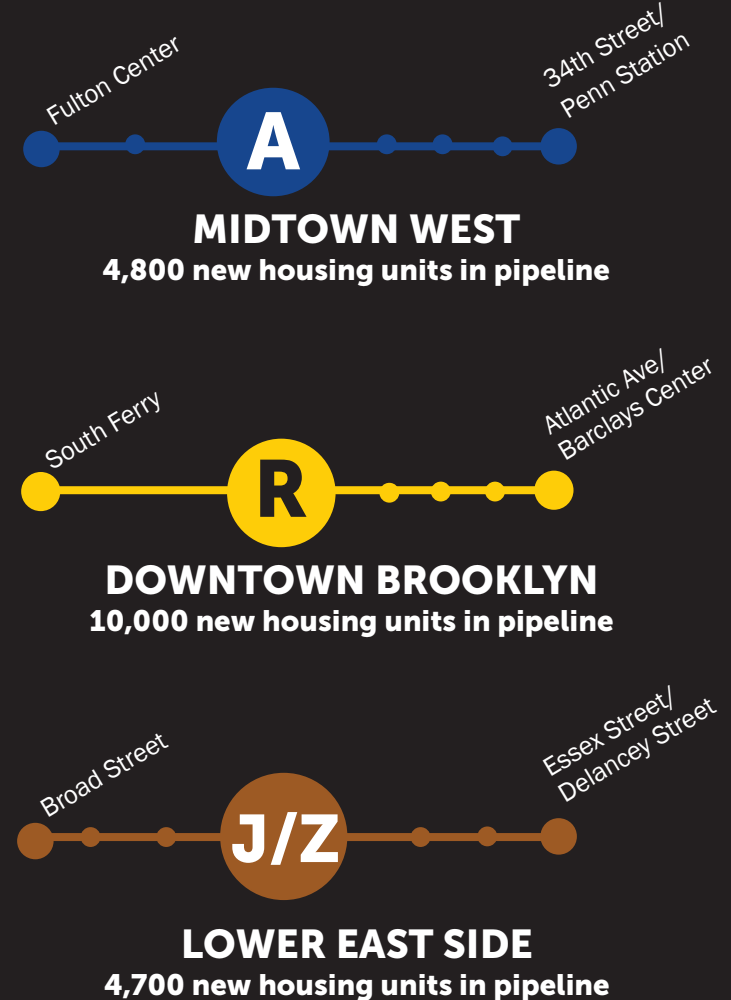 Fulton Center
34th Street/
Penn Station
A
MIDTOWN WEST
4,800 new housing units in pipeline
South Ferry
Atlantic Ave/
Barclays Center
R
DOWNTOWN BROOKLYN
10,000 new housing units in pipeline
Broad Street
Essex Street/
Delancey Street
J/Z
LOWER EAST SIDE
4,700 new housing units in pipeline